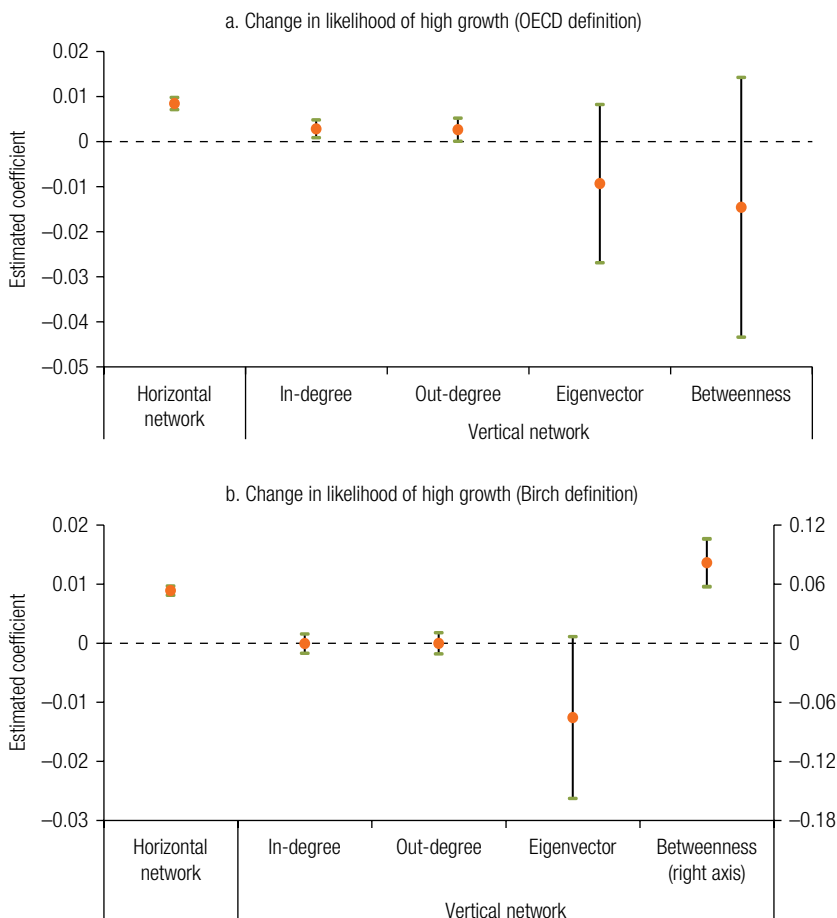 a. Change in likelihood of high growth (OECD definition)
Estimated coefficient
0.02
0.01
0
−0.01
−0.02
−0.03
−0.04
−0.05
Horizontal
network
In-degree
Out-degree
Eigenvector
Betweenness
Vertical network
b. Change in likelihood of high growth (Birch definition)
Estimated coefficient
0.02
0.01
0
−0.01
−0.02
−0.03
0.12
0.06
0
−0.06
−0.12
−0.18
Horizontal
network
In-degree
Out-degree
Eigenvector
Betweenness
(right axis)
Vertical network